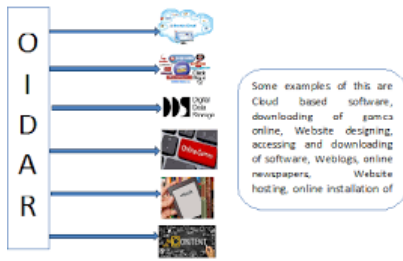 O
I
D
A
R
Digital
Data
Storage
Online Games
CONTENT
Some examples of this are
Cloud based software,
downloading of games
online, Website designing,
accessing and downloading
of software, Weblogs, online
newspapers, Website
hosting, online installation of